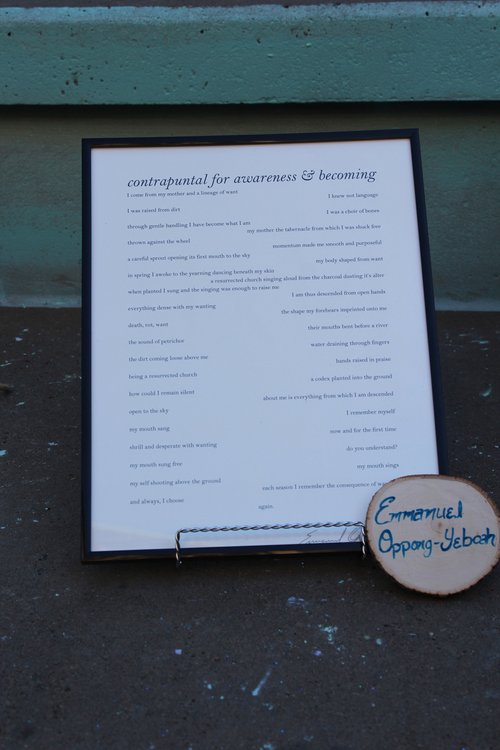 contrapuntal for awareness & becoming
I come from my mother and a lineage of want
I knew not language
I was raised from dirt
I was a choir of bones
through gentle handling I have become what I am
my mother the tabernacle from which I was shuck free
thrown against the wheel
momentum made me smooth and purposeful
a careful sprout opening its first mouth to the sky
my body shaped from want
in spring I awoke to the yearning dancing beneath my skin
a resurrected church singing aloud from the charcoal dusting it's altar
when planted I sung and the singing was enough to raise me
I am thus descended from open hands
everything dense with my wanting
the shape my forebears imprinted onto me
death, rot, want
their mouths bent before a river
the sound of petrichor
water draining through fingers
the dirt coming loose above me
hands raised in praise
being a resurrected church
a codex planted into the ground
how could I remain silent
about me is everything from which I am descended
open to the sky
I remember myself
my mouth sang
now and for the first time
shrill and desperate with wanting
do you understand?
my mouth sung free
my mouth sings
my self shooting above the ground
each season I remember the consequence of
and always, I choose
again
Emmanuel
Oppong-Yeboah